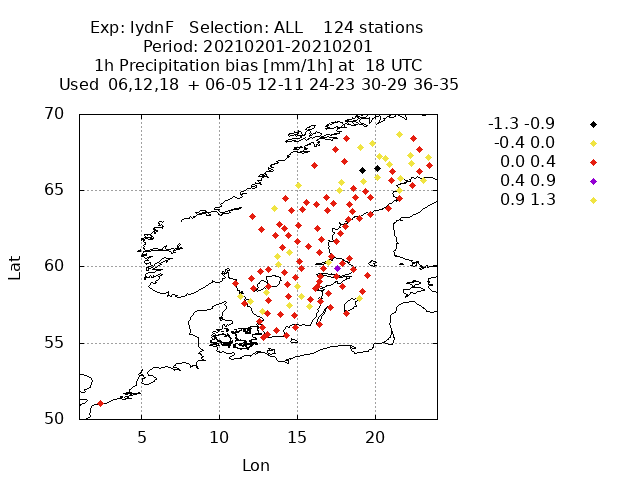 Exp: IydnF   Selection: ALL    124 stations
Period: 20210201-20210201
1h Precipitation bias [mm/1h] at  18 UTC
Used  06,12,18  + 06-05 12-11 24-23 30-29 36-35
70
65
60
55
50
Lat
5 10 15 20
Lon
-1.3 -0.9
-0.4 0.0
0.0 0.4
0.4 0.9
0.9 1.3